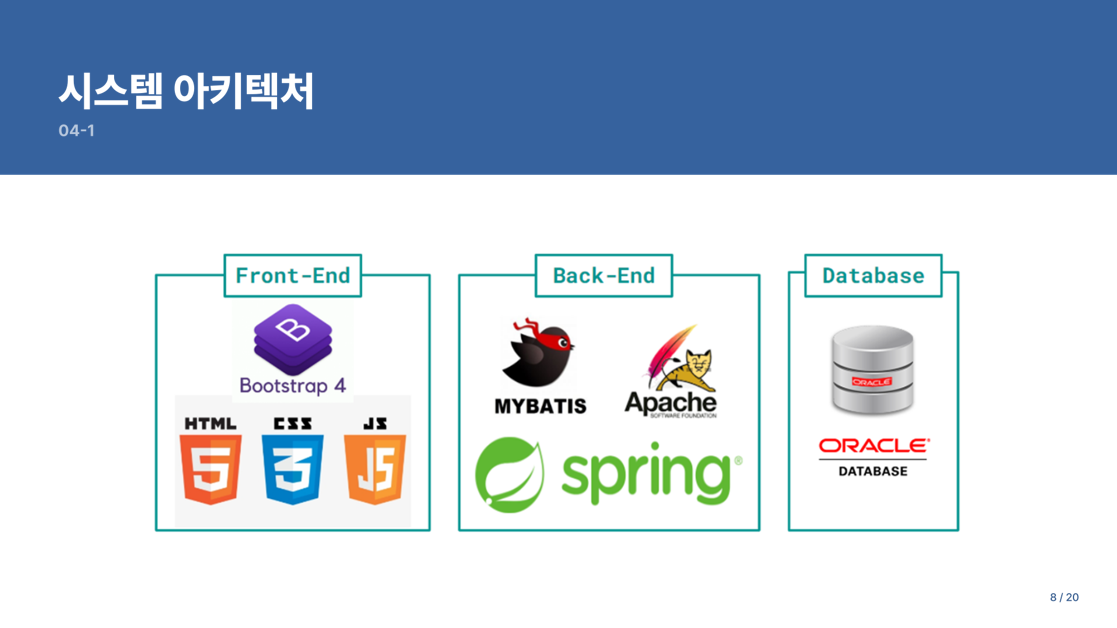 시스템 아키텍처
04-1
Front-End
B
Bootstrap 4
HTML CSS JS
5 3 JS
Back-End
MYBATIS
Apache
SOFTWARE FOUNDATION
spring®
Database
ORACLE
ORACLE®
DATABASE
8 / 20